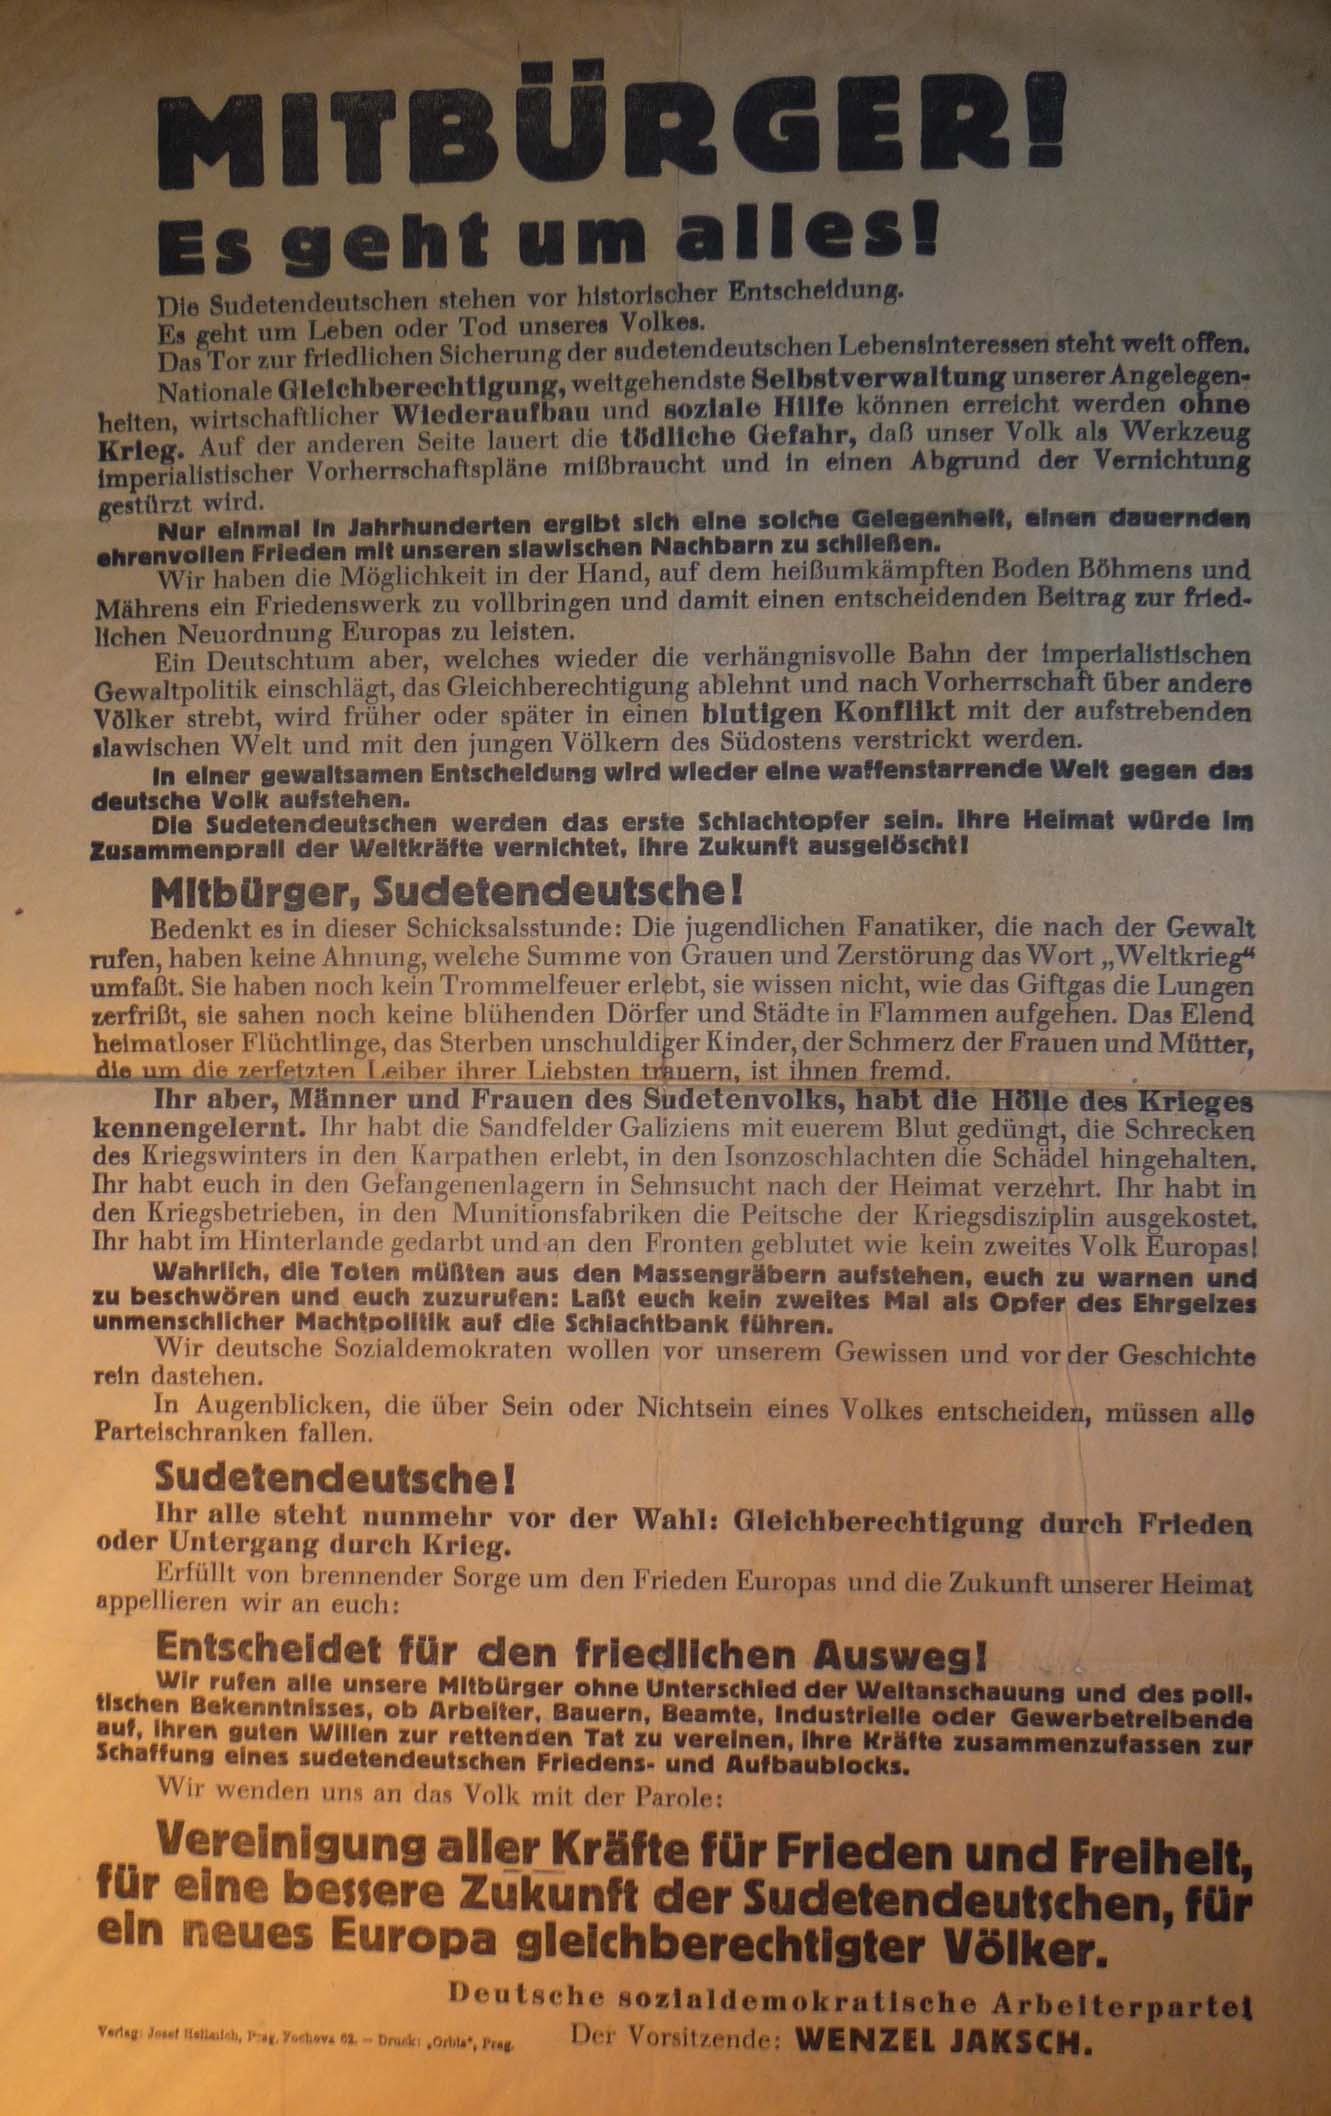 MITBÜRGER!
Es geht um alles!
Die Sudetendeutschen stehen vor historischer Entscheidung.
Es geht um Leben oder Tod unseres Volkes.
Das Tor zur friedlichen Sicherung der sudetendeutschen Lebensinteressen steht weit offen.
Nationale Gleichberechtigung, weitgehendste Selbstverwaltung unserer Angelegen-
heiten, wirtschaftlicher Wiederaufbau und soziale Hilfe können erreicht werden ohne
Krieg. Auf der anderen Seite lauert die tödliche Gefahr, daß unser Volk als Werkzeug
imperialistischer Vorherrschaftspläne mißbraucht und in einen Abgrund der Vernichtung
gestürzt wird.
Nur einmal in Jahrhunderten ergibt sich eine solche Gelegenheit, einen dauernden
ehrenvollen Frieden mit unseren slawischen Nachbarn zu schließen.
Wir haben die Möglichkeit in der Hand, auf dem heißumkämpften Boden Böhmens und
Mährens ein Friedenswerk zu vollbringen und damit einen entscheidenden Beitrag zur fried-
lichen Neuordnung Europas zu leisten.
Ein Deutschtum aber, welches wieder die verhängnisvolle Bahn der imperialistischen
Gewaltpolitik einschlägt, das Gleichberechtigung ablehnt und nach Vorherrschaft über andere
Völker strebt, wird früher oder später in einen blutigen Konflikt mit der aufstrebenden
slawischen Welt und mit den jungen Völkern des Südostens verstrickt werden.
In einer gewaltsamen Entscheidung wird wieder eine waffenstarrende Welt gegen das
deutsche Volk aufstehen.
Die Sudetendeutschen werden das erste Schlachtopfer sein. Ihre Heimat würde im
Zusammenprall der Weltkräfte vernichtet, ihre Zukunft ausgelöscht!
Mitbürger, Sudetendeutsche!
Bedenkt es in dieser Schicksalsstunde: Die jugendlichen Fanatiker, die nach der Gewalt
rufen, haben keine Ahnung, welche Summe von Grauen und Zerstörung das Wort „Weltkrieg“
umfaßt. Sie haben noch kein Trommelfeuer erlebt, sie wissen nicht, wie das Giftgas die Lungen
zerfrißt, sie sahen noch keine blühenden Dörfer und Städte in Flammen aufgehen. Das Elend
heimatloser Flüchtlinge, das Sterben unschuldiger Kinder, der Schmerz der Frauen und Mütter,
die um die zerfetzten Leiber ihrer Liebsten trauern, ist ihnen fremd.
Ihr aber, Männer und Frauen des Sudetenvolks, habt die Hölle des Krieges
kennengelernt. Ihr habt die Sandfelder Galiziens mit euerem Blut gedüngt, die Schrecken
des Kriegswinters in den Karpathen erlebt, in den Isonzoschlachten die Schädel hingehalten.
Ihr habt euch in den Gefangenenlagern in Sehnsucht nach der Heimat verzehrt. Ihr habt in
den Kriegsbetrieben, in den Munitionsfabriken die Peitsche der Kriegsdisziplin ausgekostet.
Ihr habt im Hinterlande gedarbt und an den Fronten geblutet wie kein zweites Volk Europas!
Wahrlich, die Toten müßten aus den Massengräbern aufstehen, euch zu warnen und
zu beschwören und euch zuzurufen: Laßt euch kein zweites Mal als Opfer des Ehrgeizes
unmenschlicher Machtpolitik auf die Schlachtbank führen.
Wir deutsche Sozialdemokraten wollen vor unserem Gewissen und vor der Geschichte
rein dastehen.
In Augenblicken, die über Sein oder Nichtsein eines Volkes entscheiden, müssen alle
Parteischranken fallen.
Sudetendeutsche!
Ihr alle steht nunmehr vor der Wahl: Gleichberechtigung durch Frieden
oder Untergang durch Krieg.
Erfüllt von brennender Sorge um den Frieden Europas und die Zukunft unserer Heimat
appellieren wir an euch:
Entscheidet für den friedlichen Ausweg!
Wir rufen alle unsere Mitbürger ohne Unterschied der Weltanschauung und des poli-
tischen Bekenntnisses, ob Arbeiter, Bauern, Beamte, Industrielle oder Gewerbetreibende
auf, ihren guten Willen zur rettenden Tat zu vereinen, ihre Kräfte zusammenzufassen zur
Schaffung eines sudetendeutschen Friedens- und Aufbaublocks.
Wir wenden uns an das Volk mit der Parole:
Vereinigung aller Kräfte für Frieden und Freiheit,
für eine bessere Zukunft der Sudetendeutschen, für
ein neues Europa gleichberechtigter Völker.
Deutsche sozialdemokratische Arbeiterpartei
Der Vorsitzende: WENZEL JAKSCH.
Verlag: Josef Prag, 62. — Druck: „Orbis“, Prag.